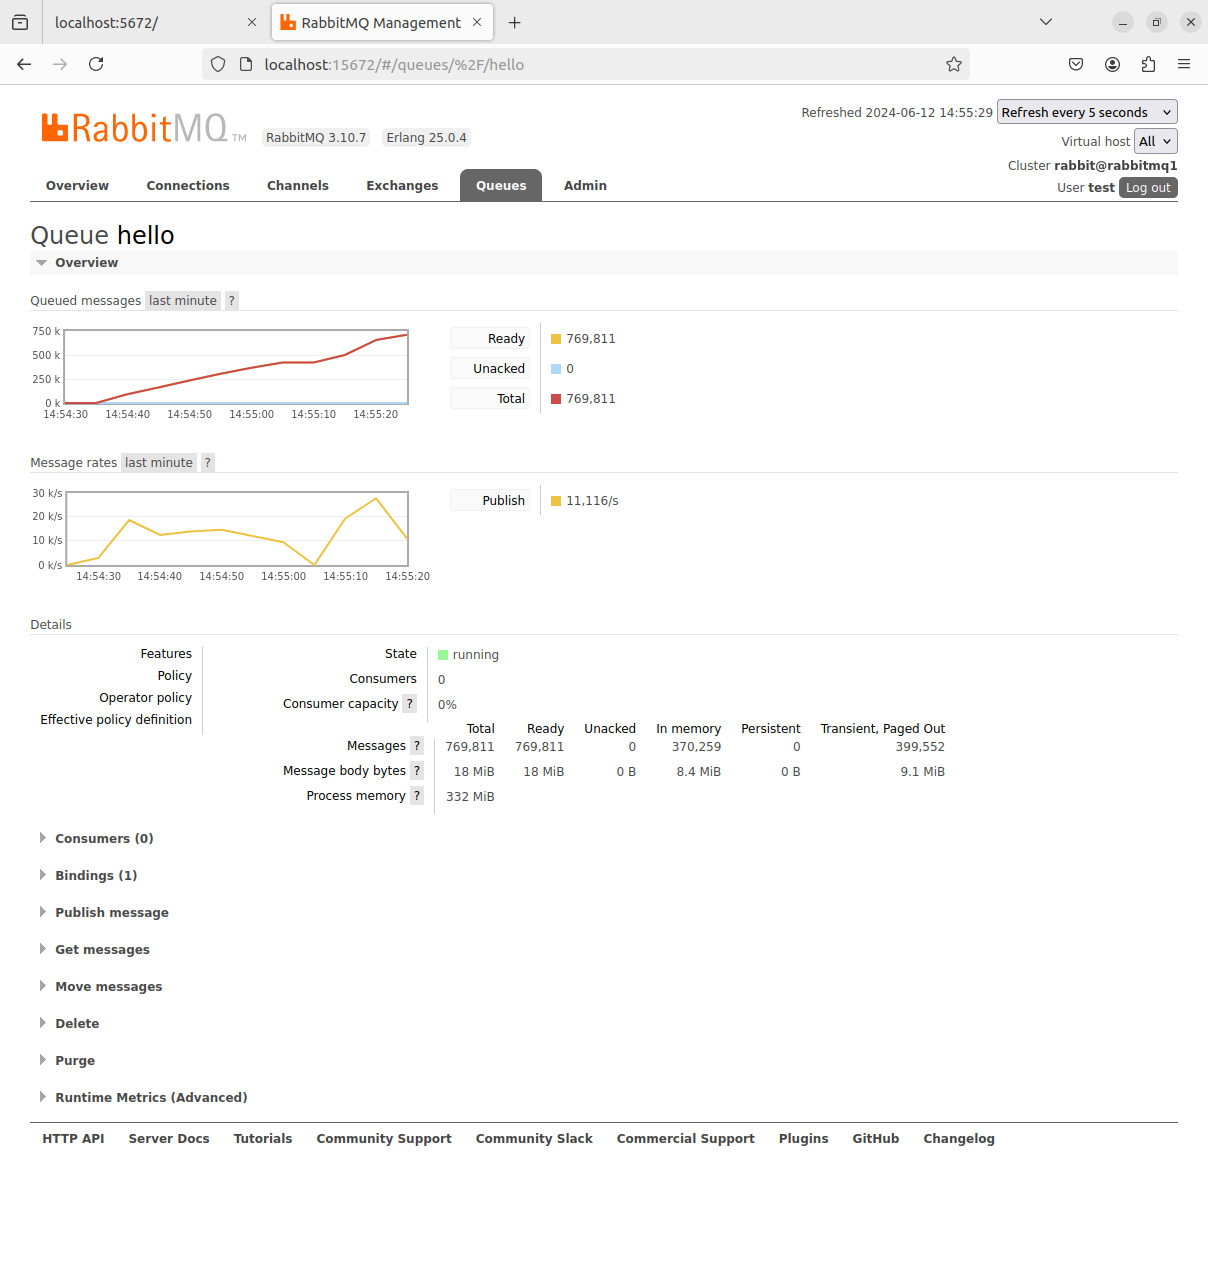 localhost:5672/
RabbitMQ Management
localhost:15672/#/queues/%2F/hello
RabbitMQ TM
RabbitMQ 3.10.7 Erlang 25.0.4
Refreshed 2024-06-12 14:55:29 Refresh every 5 seconds
Virtual host All
Cluster rabbit@rabbitmq1
User test Log out
Overview Connections Channels Exchanges Queues Admin
Queue hello
Overview
Queued messages last minute ?
750 k
500 k
250 k
0 k
14:54:30 14:54:40 14:54:50 14:55:00 14:55:10 14:55:20
Ready 769,811
Unacked 0
Total 769,811
Message rates last minute ?
30 k/s
20 k/s
10 k/s
0 k/s
14:54:30 14:54:40 14:54:50 14:55:00 14:55:10 14:55:20
Publish 11,116/s
Details
Features
Policy
Operator policy
Effective policy definition
State running
Consumers 0
Consumer capacity ? 0%
Total Ready Unacked In memory Persistent Transient, Paged Out
Messages ? 769,811 769,811 0 370,259 0 399,552
Message body bytes ? 18 MiB 18 MiB 0 B 8.4 MiB 0 B 9.1 MiB
Process memory ? 332 MiB
Consumers (0)
Bindings (1)
Publish message
Get messages
Move messages
Delete
Purge
Runtime Metrics (Advanced)
HTTP API Server Docs Tutorials Community Support Community Slack Commercial Support Plugins GitHub Changelog